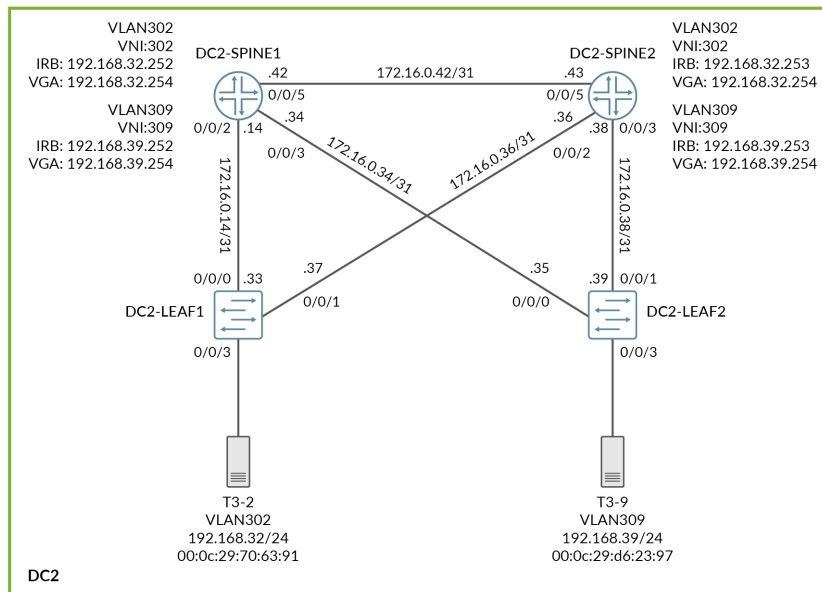 VLAN302
VNI:302
IRB: 192.168.32.252
VGA: 192.168.32.254
VLAN309
VNI:309
IRB: 192.168.39.252
VGA: 192.168.39.254
DC2-SPINE1
.42
172.16.0.42/31
.43
0/0/5
0/0/5
DC2-SPINE2
VLAN302
VNI:302
IRB: 192.168.32.253
VGA: 192.168.32.254
VLAN309
VNI:309
IRB: 192.168.39.253
VGA: 192.168.39.254
0/0/2
.14
.34
0/0/3
172.16.0.34/31
172.16.0.36/31
.36
.38
0/0/3
0/0/2
172.16.0.14/31
172.16.0.38/31
0/0/0
.33
.37
0/0/1
.35
0/0/0
.39
0/0/1
DC2-LEAF1
DC2-LEAF2
0/0/3
0/0/3
T3-2
VLAN302
192.168.32/24
00:0c:29:70:63:91
T3-9
VLAN309
192.168.39/24
00:0c:29:d6:23:97
DC2